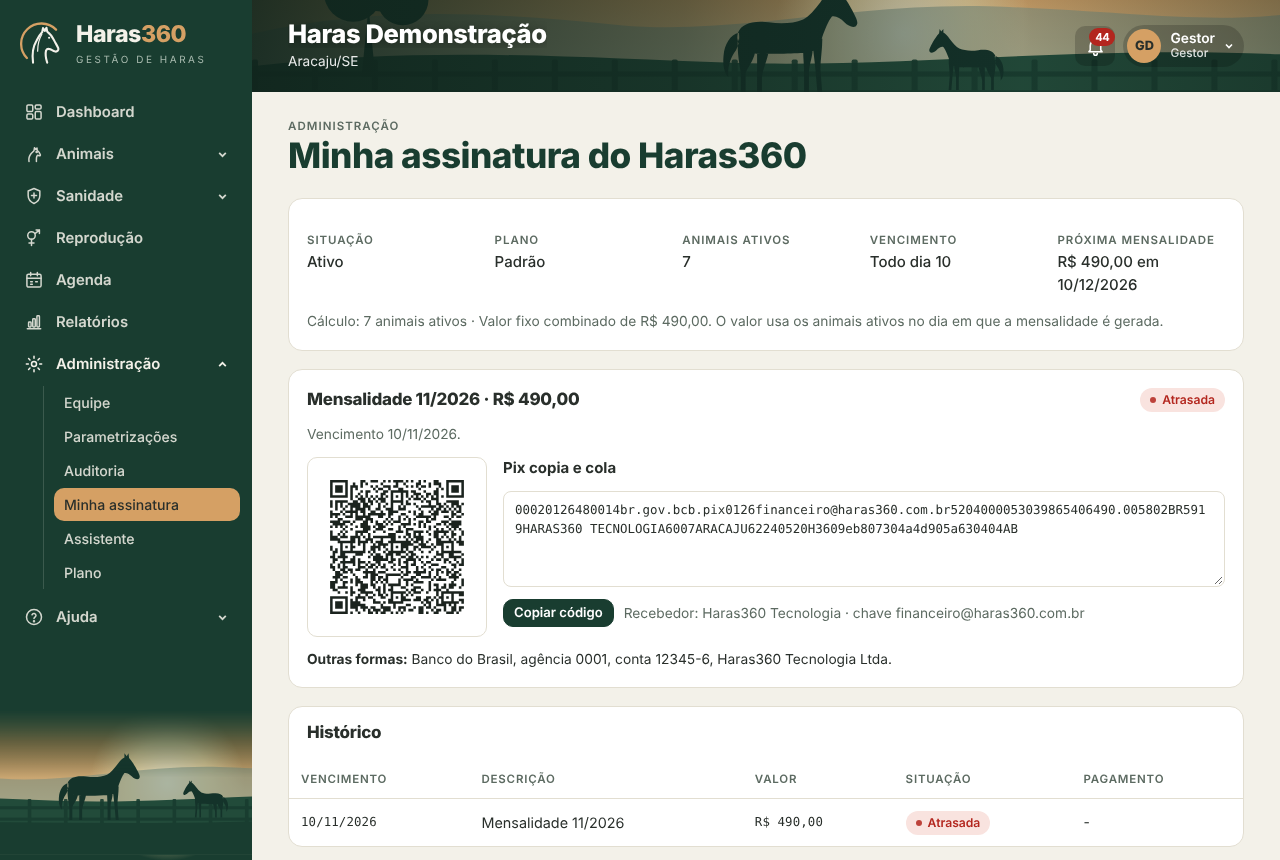 Haras360
GESTÃO DE HARAS
Dashboard
Animais
Sanidade
Reprodução
Agenda
Relatórios
Administração
Equipe
Parametrizações
Auditoria
Minha assinatura
Assistente
Plano
Ajuda
Haras Demonstração
Aracaju/SE
44
GD
Gestor
Gestor
ADMINISTRAÇÃO
Minha assinatura do Haras360
SITUAÇÃO
Ativo
PLANO
Padrão
ANIMAIS ATIVOS
7
VENCIMENTO
Todo dia 10
PRÓXIMA MENSALIDADE
R$ 490,00 em
10/12/2026
Cálculo: 7 animais ativos · Valor fixo combinado de R$ 490,00. O valor usa os animais ativos no dia em que a mensalidade é gerada.
Mensalidade 11/2026 · R$ 490,00
Atrasada
Vencimento 10/11/2026.
Pix copia e cola
00020126480014br.gov.bcb.pix0126financeiro@haras360.com.br5204000053039865406490.005802BR591
9HARAS360 TECNOLOGIA6007ARACAJU62240520H3609eb807304a4d905a630404AB
Copiar código
Recebedor: Haras360 Tecnologia · chave financeiro@haras360.com.br
Outras formas: Banco do Brasil, agência 0001, conta 12345-6, Haras360 Tecnologia Ltda.
Histórico
VENCIMENTO DESCRIÇÃO VALOR SITUAÇÃO PAGAMENTO
10/11/2026 Mensalidade 11/2026 R$ 490,00 Atrasada -